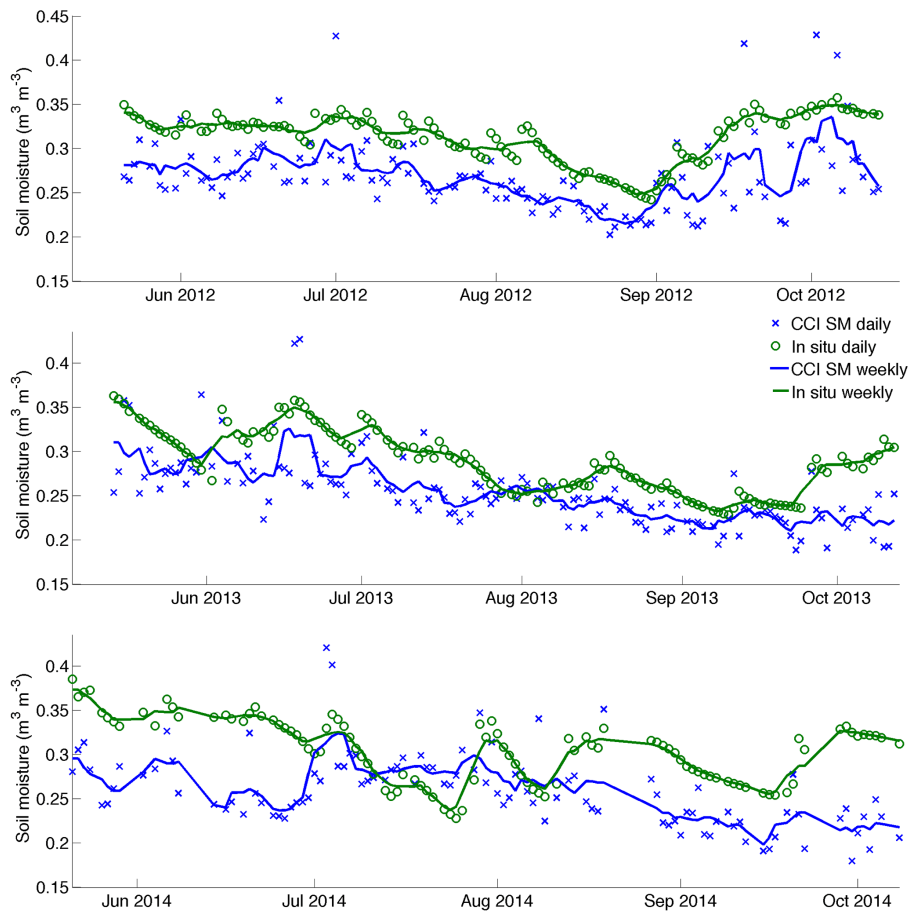 0.45
0.4
0.35
0.3
0.25
0.2
0.15
Soil moisture (m³ m⁻³)
Jun 2012 Jul 2012 Aug 2012 Sep 2012 Oct 2012
CCI SM daily
In situ daily
CCI SM weekly
In situ weekly
0.4
0.35
0.3
0.25
0.2
0.15
Soil moisture (m³ m⁻³)
Jun 2013 Jul 2013 Aug 2013 Sep 2013 Oct 2013
0.4
0.35
0.3
0.25
0.2
0.15
Soil moisture (m³ m⁻³)
Jun 2014 Jul 2014 Aug 2014 Sep 2014 Oct 2014